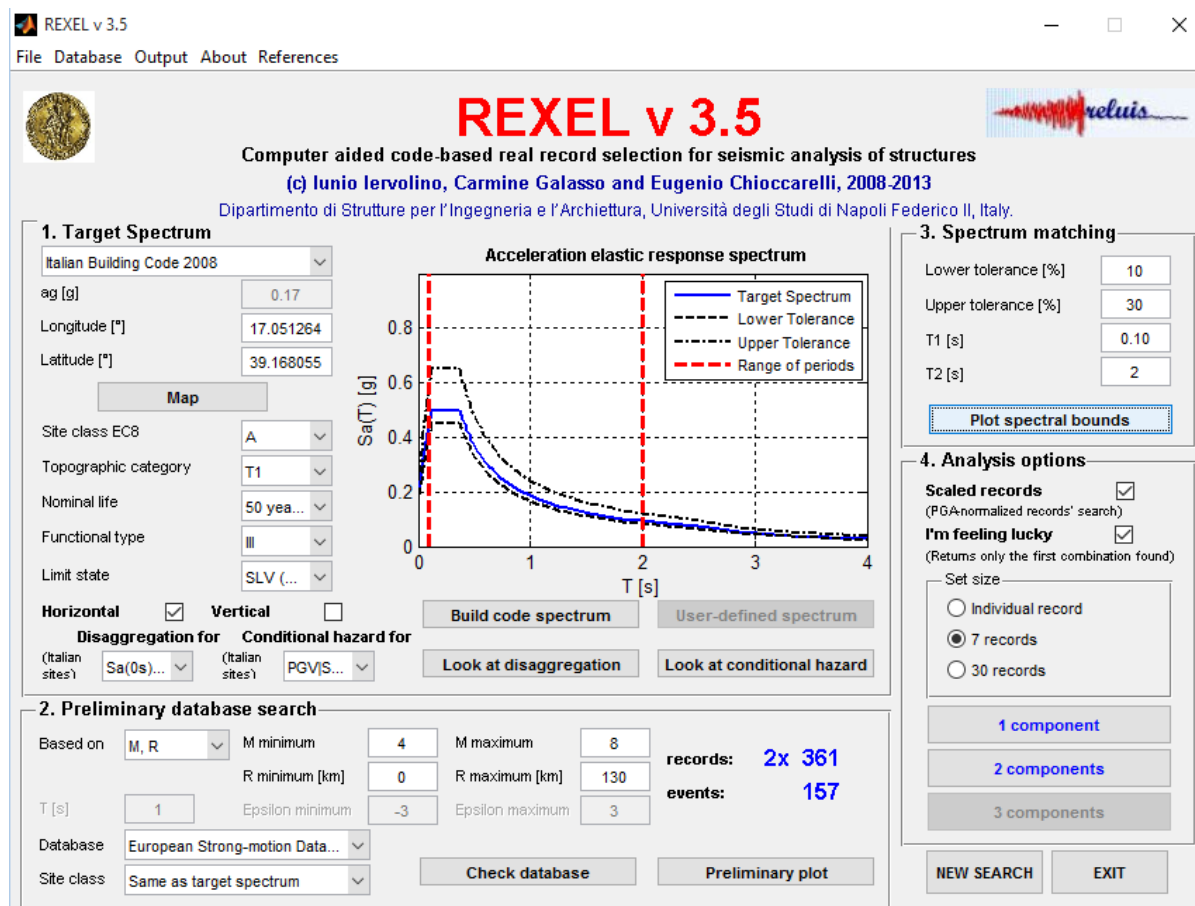 REXEL v 3.5
File Database Output About References
REXEL v 3.5
reluis
Computer aided code-based real record selection for seismic analysis of structures
(c) Iunio Iervolino, Carmine Galasso and Eugenio Chioccarelli, 2008-2013
Dipartimento di Strutture per l'Ingegneria e l'Archiettura, Università degli Studi di Napoli Federico II, Italy.
1. Target Spectrum
Italian Building Code 2008
ag [g] 0.17
Longitude [°] 17.051264
Latitude [°] 39.168055
Map
Site class EC8 A
Topographic category T1
Nominal life 50 yea...
Functional type III
Limit state SLV (...
Horizontal Vertical
Disaggregation for Conditional hazard for
(Italian sites) Sa(0s)... (Italian sites) PGV|S...
Acceleration elastic response spectrum
Target Spectrum
Lower Tolerance
Upper Tolerance
Range of periods
Sa(T) [g]
0.8
0.6
0.4
0.2
0
0 1 2 3 4
T [s]
Build code spectrum User-defined spectrum
Look at disaggregation Look at conditional hazard
2. Preliminary database search
Based on M, R M minimum 4 M maximum 8
R minimum [km] 0 R maximum [km] 130
T [s] 1 Epsilon minimum -3 Epsilon maximum 3
records: 2x 361
events: 157
Database European Strong-motion Data...
Site class Same as target spectrum
Check database Preliminary plot
3. Spectrum matching
Lower tolerance [%] 10
Upper tolerance [%] 30
T1 [s] 0.10
T2 [s] 2
Plot spectral bounds
4. Analysis options
Scaled records
(PGA-normalized records' search)
I'm feeling lucky
(Returns only the first combination found)
Set size
Individual record
7 records
30 records
1 component
2 components
3 components
NEW SEARCH EXIT